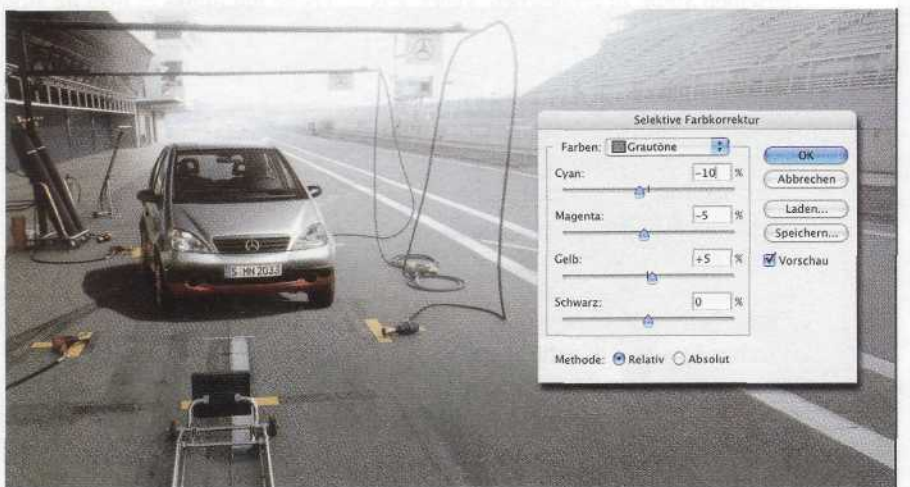 S HN 2033
Selektive Farbkorrektur
Farben: Grautöne
OK
Cyan: -10 %
Abbrechen
Magenta: -5 %
Laden...
Speichern...
Gelb: +5 %
Vorschau
Schwarz: 0 %
Methode: Relativ Absolut